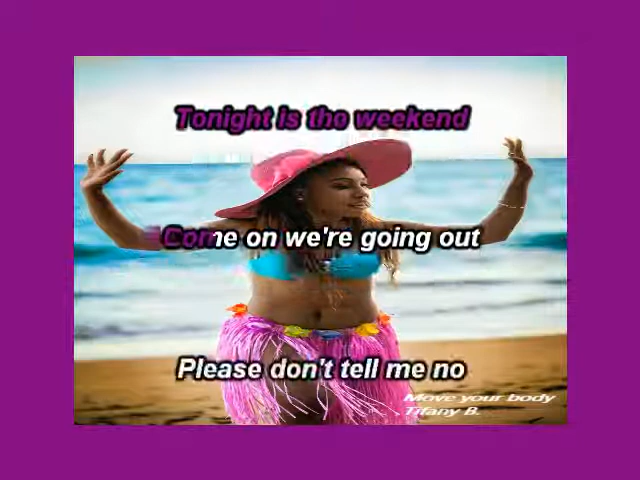 Tonight is the weekend
Come on we're going out
Please don't tell me no
Move your body
Tifany B.